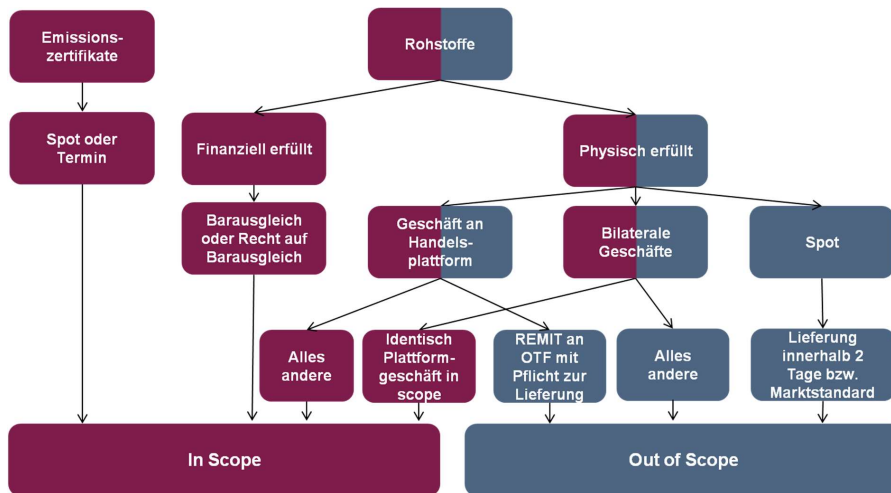 Emissions-
zertifikate
Rohstoffe
Spot oder
Termin
Finanziell erfüllt
Physisch erfüllt
Barausgleich
oder Recht auf
Barausgleich
Geschäft an
Handels-
plattform
Bilaterale
Geschäfte
Spot
Alles
andere
Identisch
Plattform-
geschäft in
scope
REMIT an
OTF mit
Pflicht zur
Lieferung
Alles
andere
Lieferung
innerhalb 2
Tage bzw.
Marktstandard
In Scope
Out of Scope